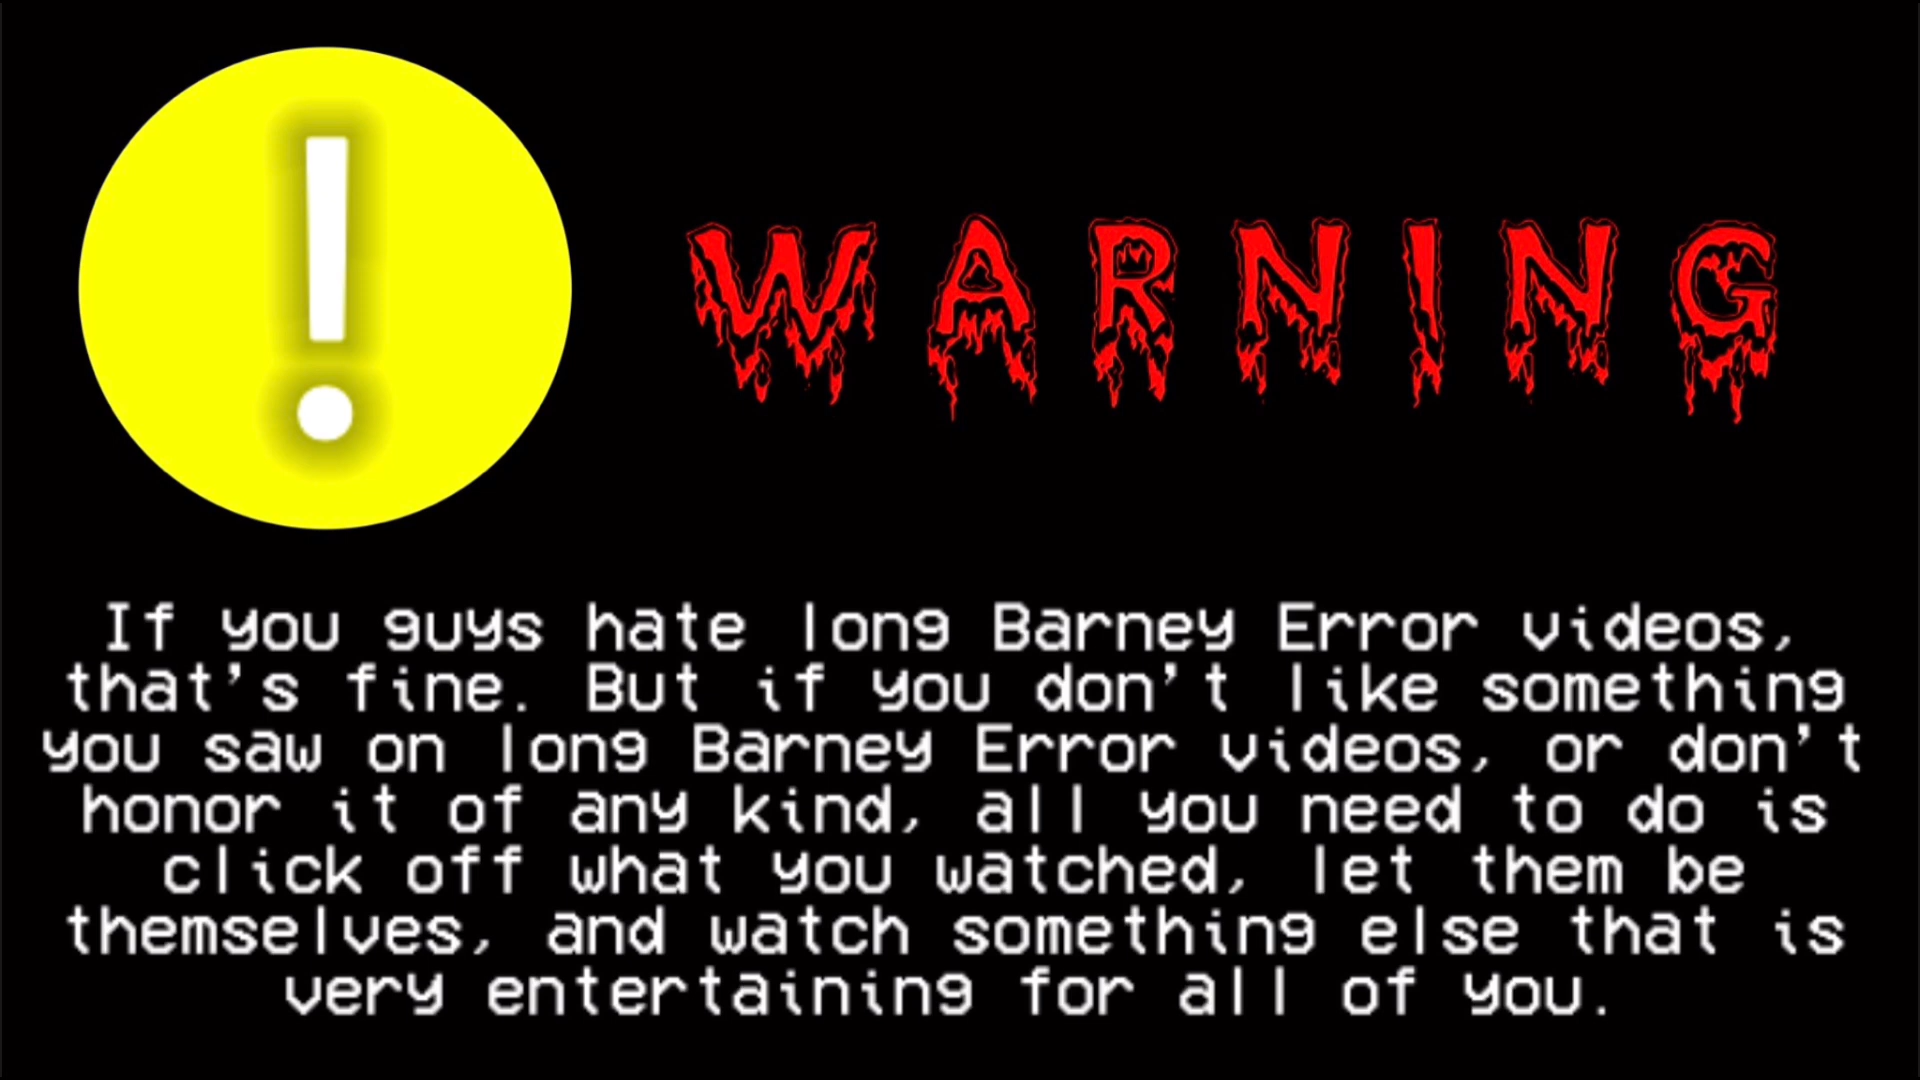 !
WARNING
If you guys hate long Barney Error videos,
that's fine. But if you don't like something
you saw on long Barney Error videos, or don't
honor it of any kind, all you need to do is
click off what you watched, let them be
themselves, and watch something else that is
very entertaining for all of you.